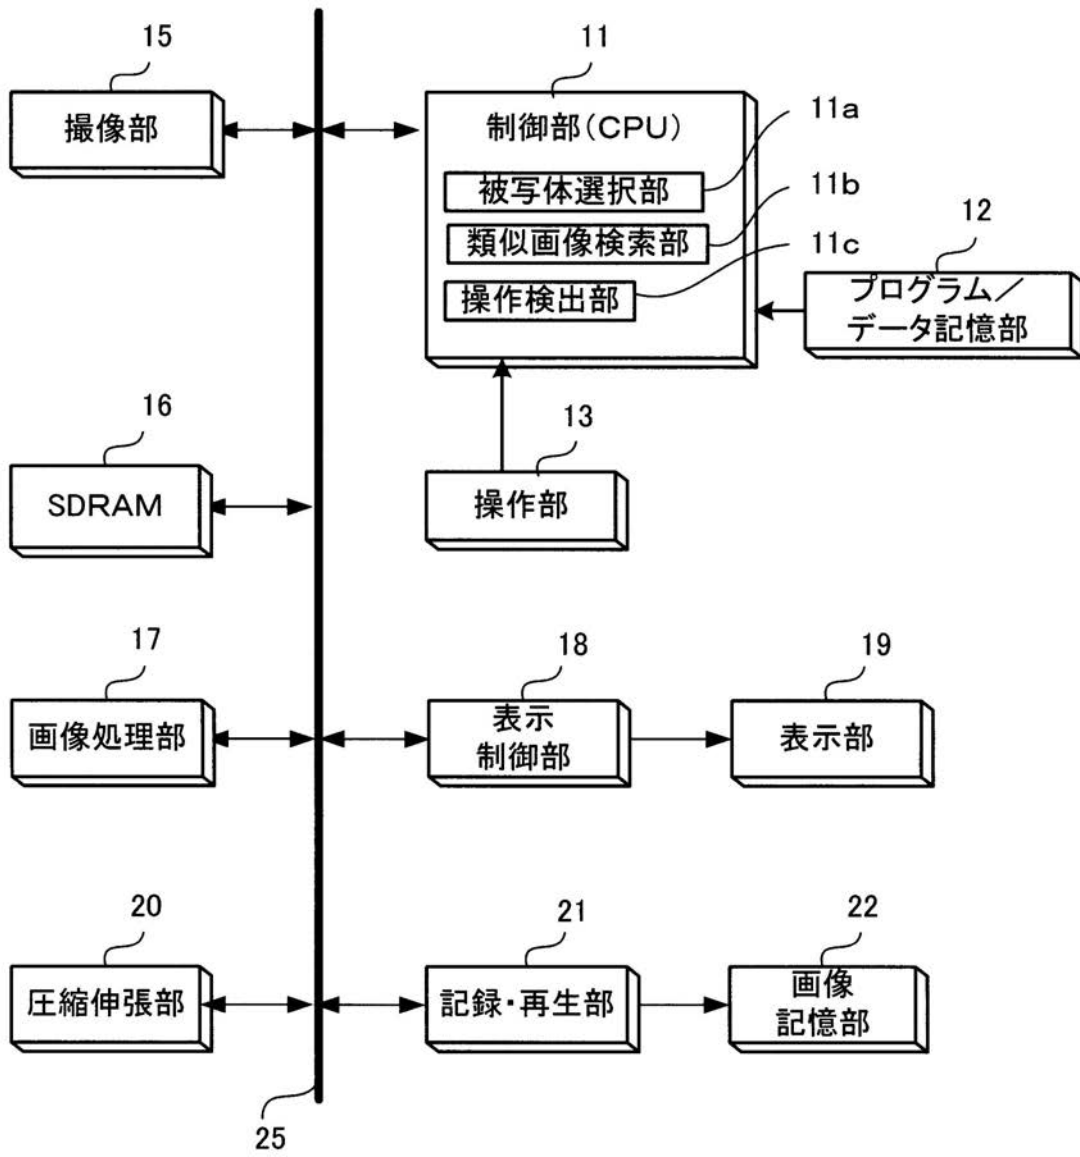 15
撮像部
11
制御部(CPU)
11a
被写体選択部
11b
類似画像検索部
11c
操作検出部
12
プログラム／
データ記憶部
16
SDRAM
13
操作部
17
画像処理部
18
表示
制御部
19
表示部
20
圧縮伸張部
21
記録・再生部
22
画像
記憶部
25